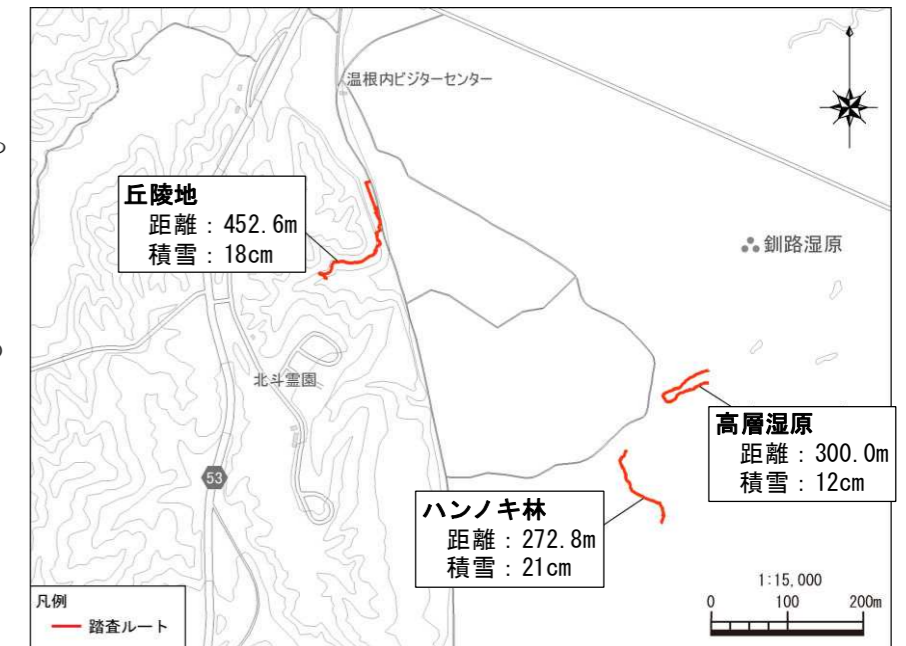 温根内ビジターセンター
っ
丘陵地
距離：452.6m
積雪：18cm
釧路湿原
の
北斗霊園
高層湿原
距離：300.0m
積雪：12cm
53
ハンノキ林
距離：272.8m
積雪：21cm
凡例
踏査ルート
1:15,000
0 100 200m